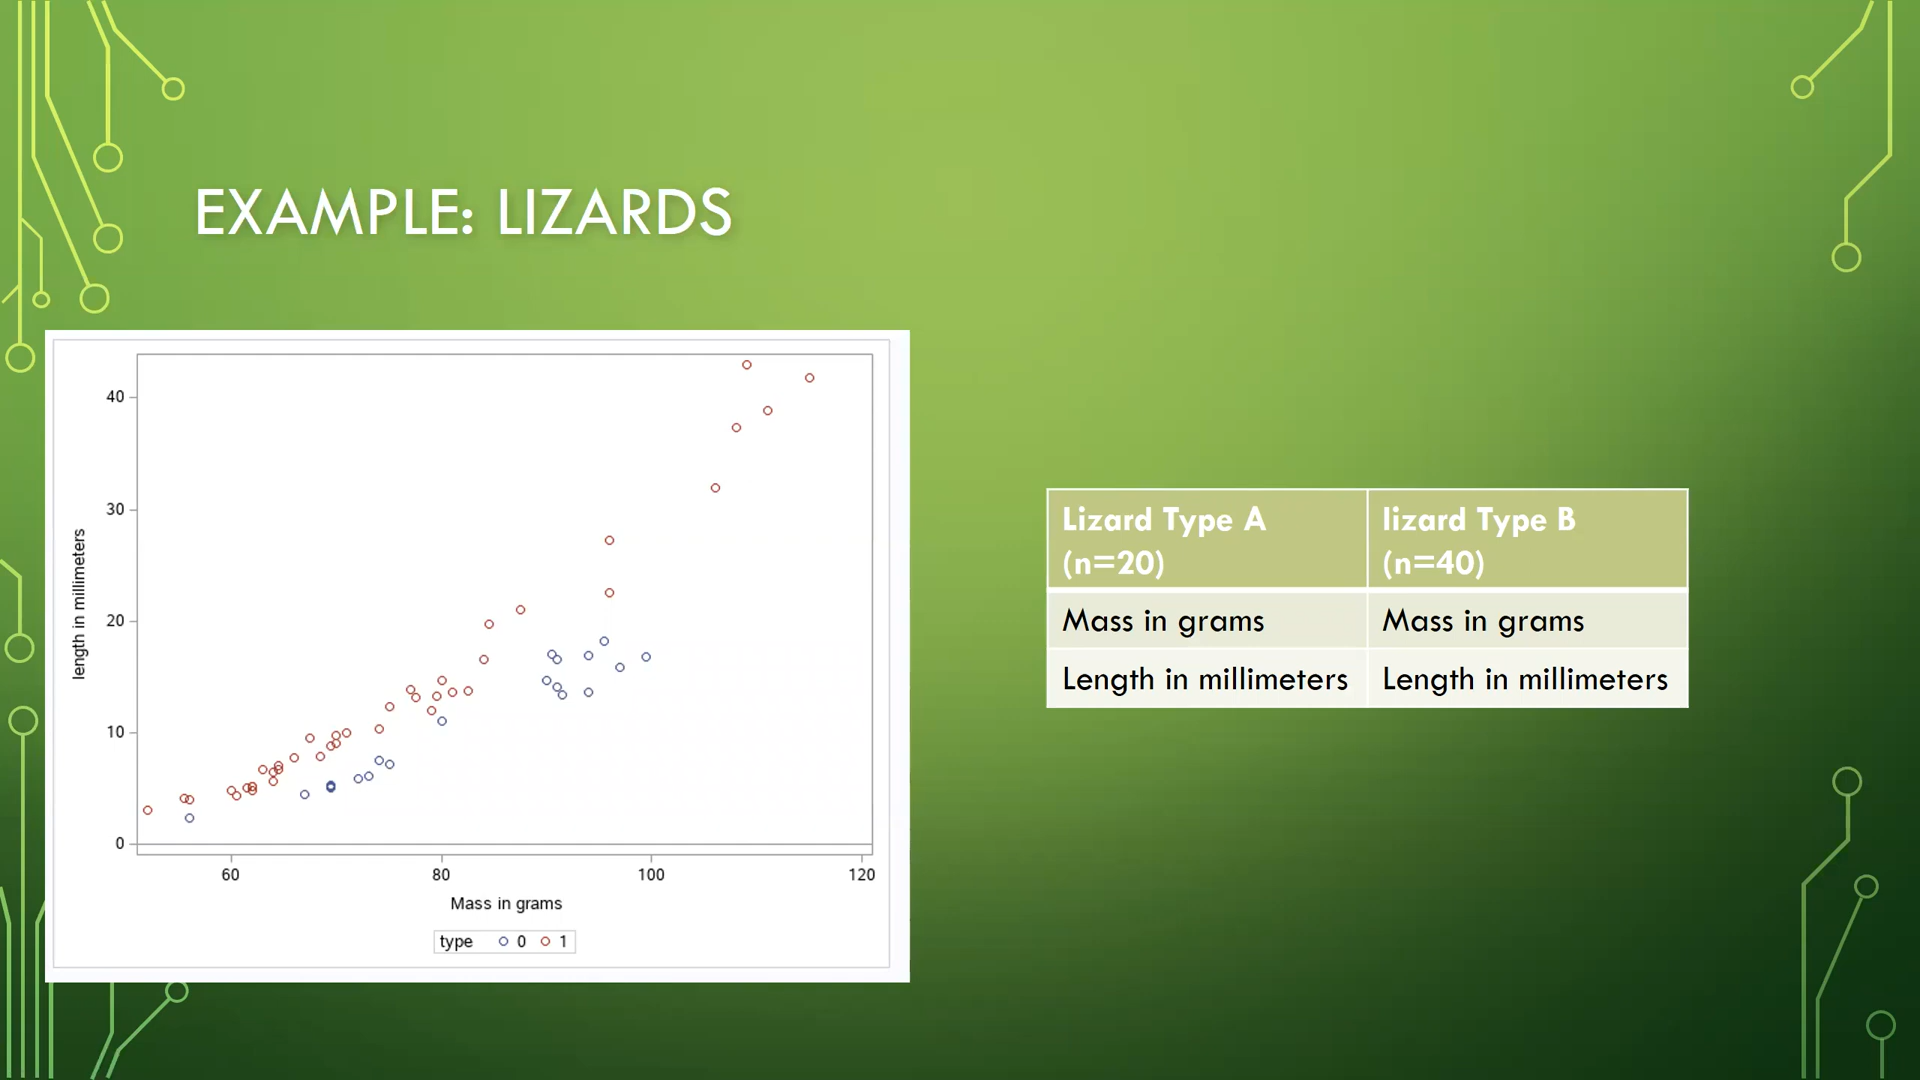 EXAMPLE: LIZARDS
40
30
20
10
0
length in millimeters
60 80 100 120
Mass in grams
type 0 1
Lizard Type A lizard Type B
(n=20) (n=40)
Mass in grams Mass in grams
Length in millimeters Length in millimeters